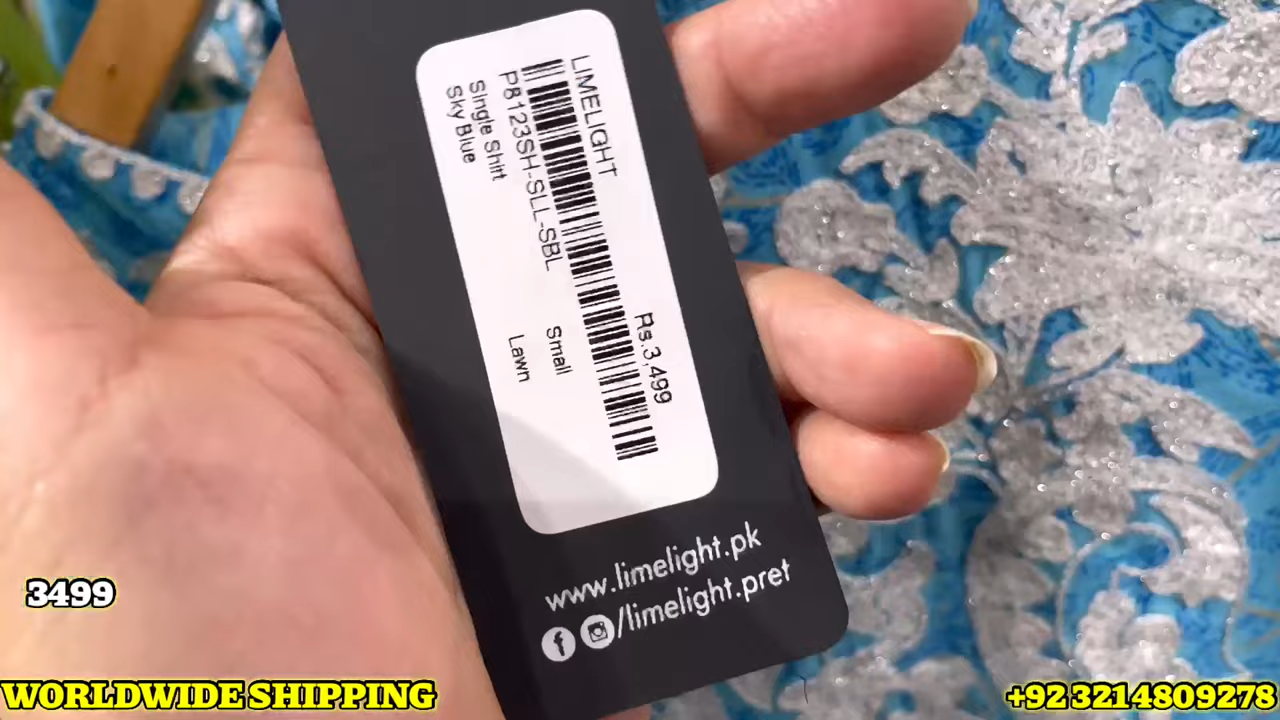 LIMELIGHT
Rs.3,499
P8123SH-SLL-SBL
Small
Single Shirt
Lawn
Sky Blue
www.limelight.pk
/limelight.pret
3499
WORLDWIDE SHIPPING
+92 3214809278